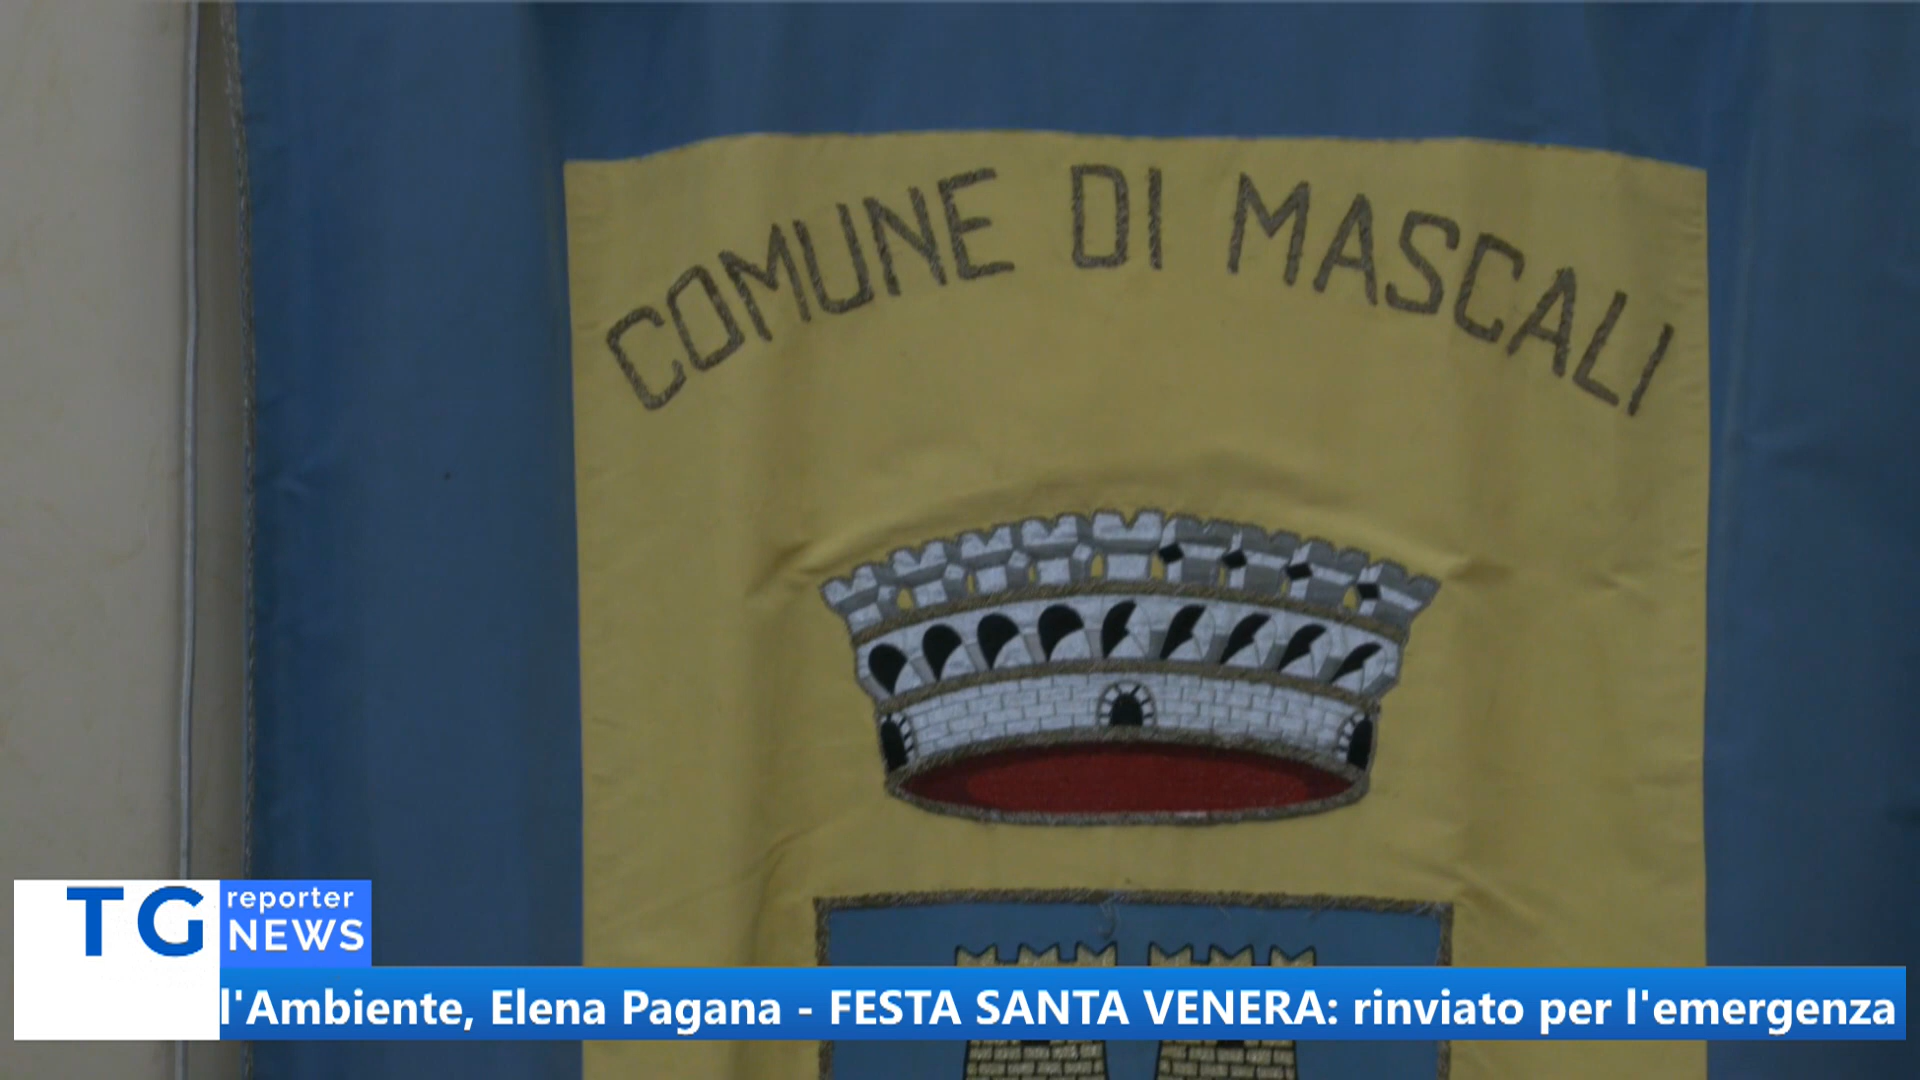 COMUNE DI MASCALI
TG
reporter
NEWS
l'Ambiente, Elena Pagana - FESTA SANTA VENERA: rinviato per l'emergenza